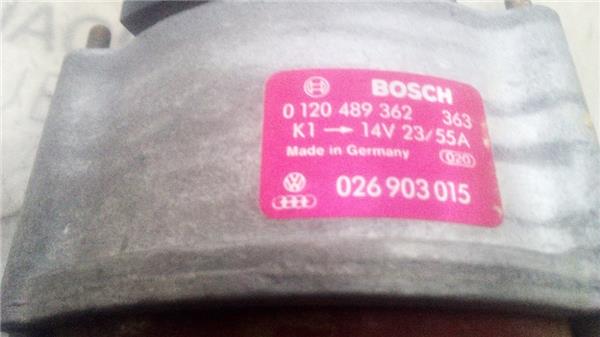 BOSCH
0 120 489 362 363
K1 → 14V 23/55A
Made in Germany 020
026 903 015